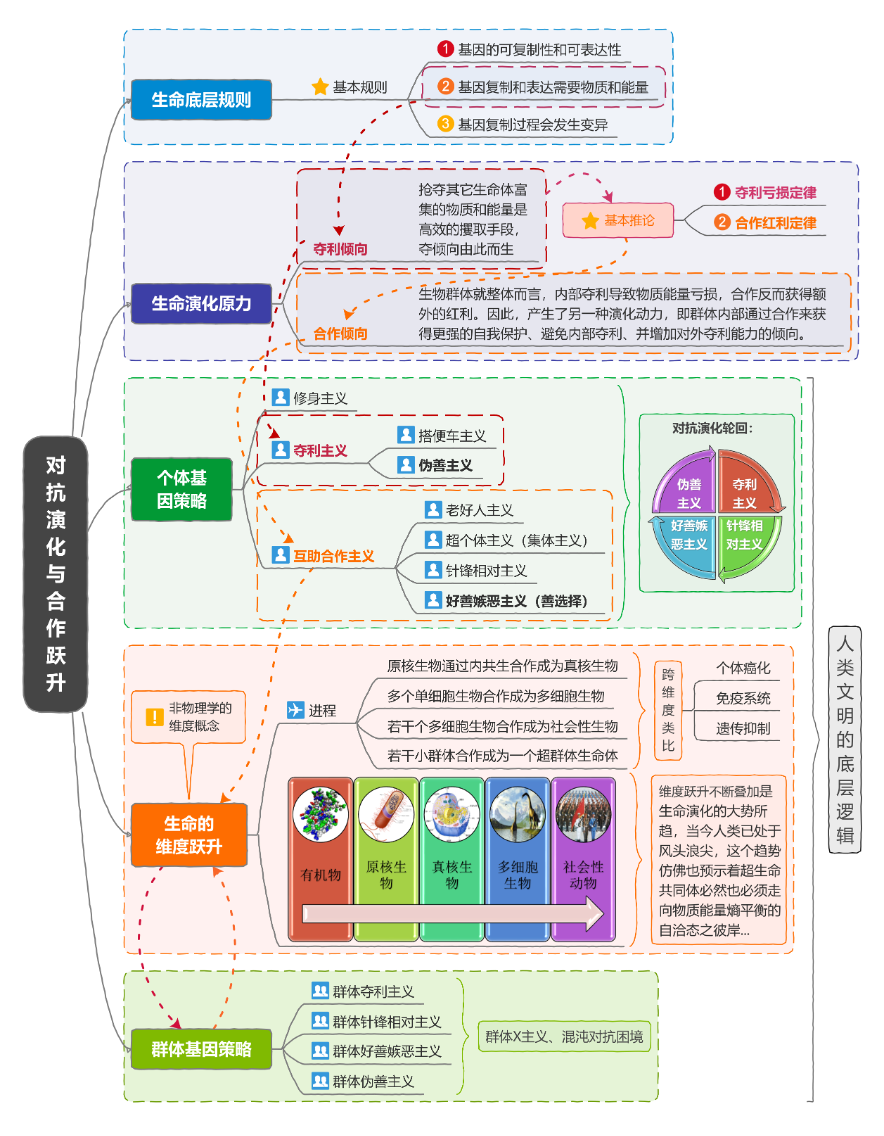 对抗演化与合作跃升
生命底层规则
基本规则
1 基因的可复制性和可表达性
2 基因复制和表达需要物质和能量
3 基因复制过程会发生变异
生命演化原力
夺利倾向
抢夺其它生命体富
集的物质和能量是
高效的攫取手段，
夺倾向由此而生
基本推论
1 夺利亏损定律
2 合作红利定律
合作倾向
生物群体就整体而言，内部夺利导致物质能量亏损，合作反而获得额
外的红利。因此，产生了另一种演化动力，即群体内部通过合作来获
得更强的自我保护、避免内部夺利、并增加对外夺利能力的倾向。
个体基
因策略
修身主义
夺利主义
搭便车主义
伪善主义
互助合作主义
老好人主义
超个体主义（集体主义）
针锋相对主义
好善嫉恶主义（善选择）
对抗演化轮回：
伪善
主义
夺利
主义
好善嫉
恶主义
针锋相
对主义
生命的
维度跃升
非物理学的
维度概念
进程
原核生物通过内共生合作成为真核生物
多个单细胞生物合作成为多细胞生物
若干个多细胞生物合作成为社会性生物
若干小群体合作成为一个超群体生命体
跨维度类比
个体癌化
免疫系统
遗传抑制
有机物
原核生
物
真核生
物
多细胞
生物
社会性
动物
维度跃升不断叠加是
生命演化的大势所
趋，当今人类已处于
风头浪尖，这个趋势
仿佛也预示着超生命
共同体必然也必须走
向物质能量熵平衡的
自洽态之彼岸...
群体基因策略
群体夺利主义
群体针锋相对主义
群体好善嫉恶主义
群体伪善主义
群体X主义、混沌对抗困境
人类文明的底层逻辑